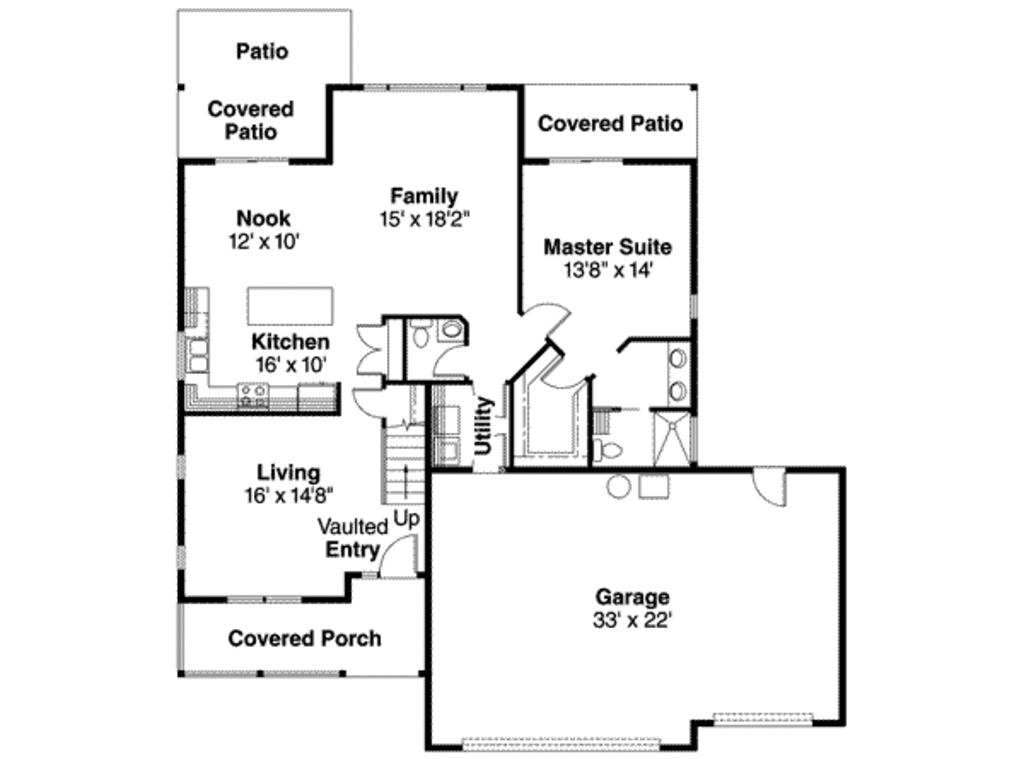 Patio
Covered
Patio
Covered Patio
Family
15' x 18'2"
Nook
12' x 10'
Master Suite
13'8" x 14'
Kitchen
16' x 10'
Utility
Living
16' x 14'8"
Vaulted
Entry
Up
Garage
33' x 22'
Covered Porch